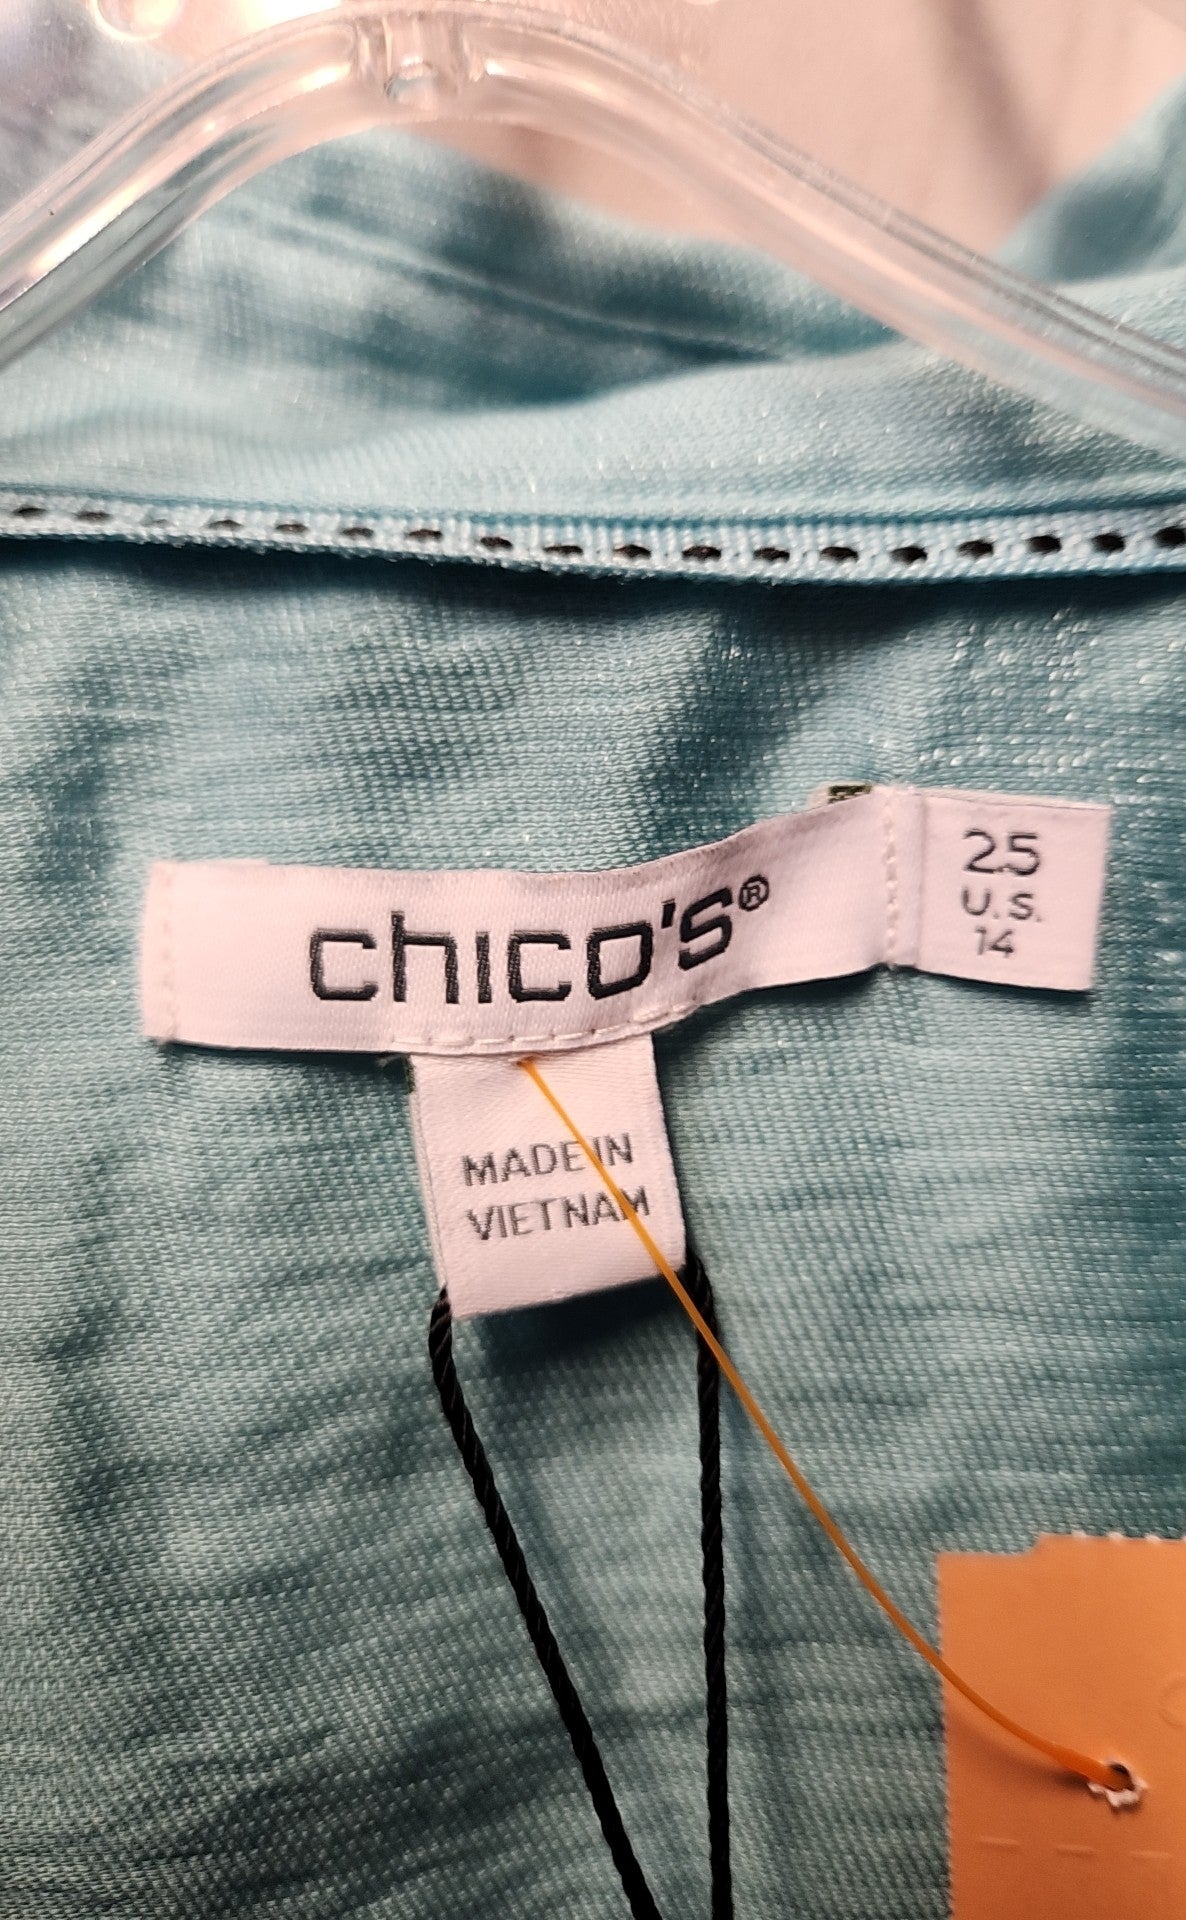 chico's®
2.5
U.S.
14
MADE IN
VIETNAM